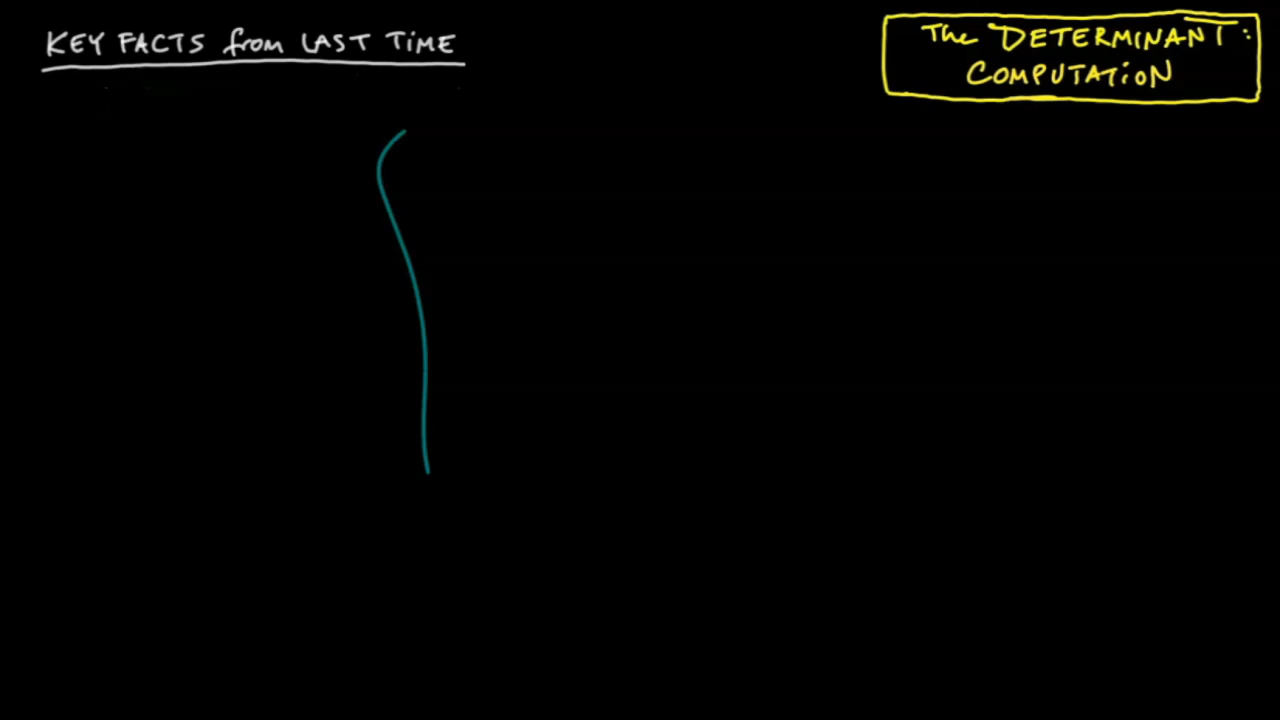 KEY FACTS from LAST TIME
The DETERMINANT:
COMPUTATION